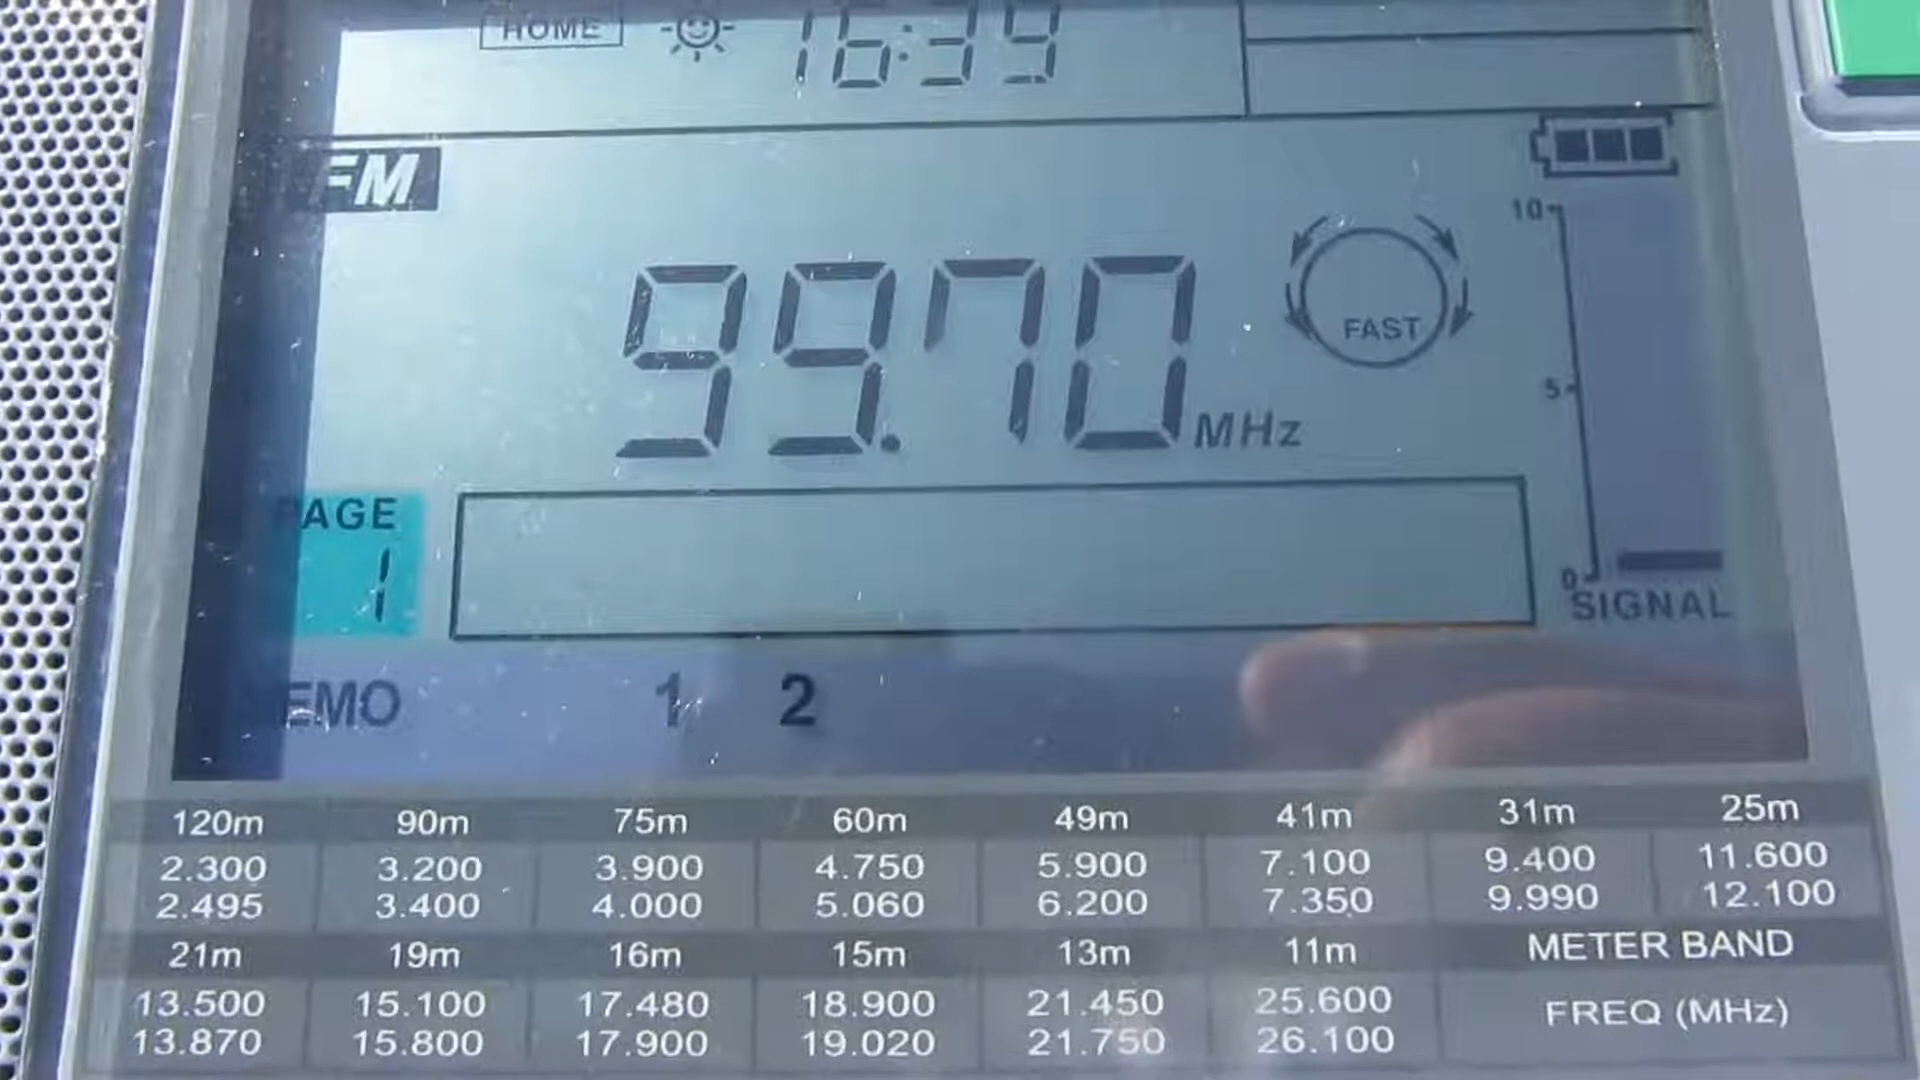 HOME 16:39
FM
99.70 MHz
FAST
10
5
0
SIGNAL
PAGE
1
EMO 1 2
120m 90m 75m 60m 49m 41m 31m 25m
2.300 3.200 3.900 4.750 5.900 7.100 9.400 11.600
2.495 3.400 4.000 5.060 6.200 7.350 9.990 12.100
21m 19m 16m 15m 13m 11m METER BAND
13.500 15.100 17.480 18.900 21.450 25.600 FREQ (MHz)
13.870 15.800 17.900 19.020 21.750 26.100